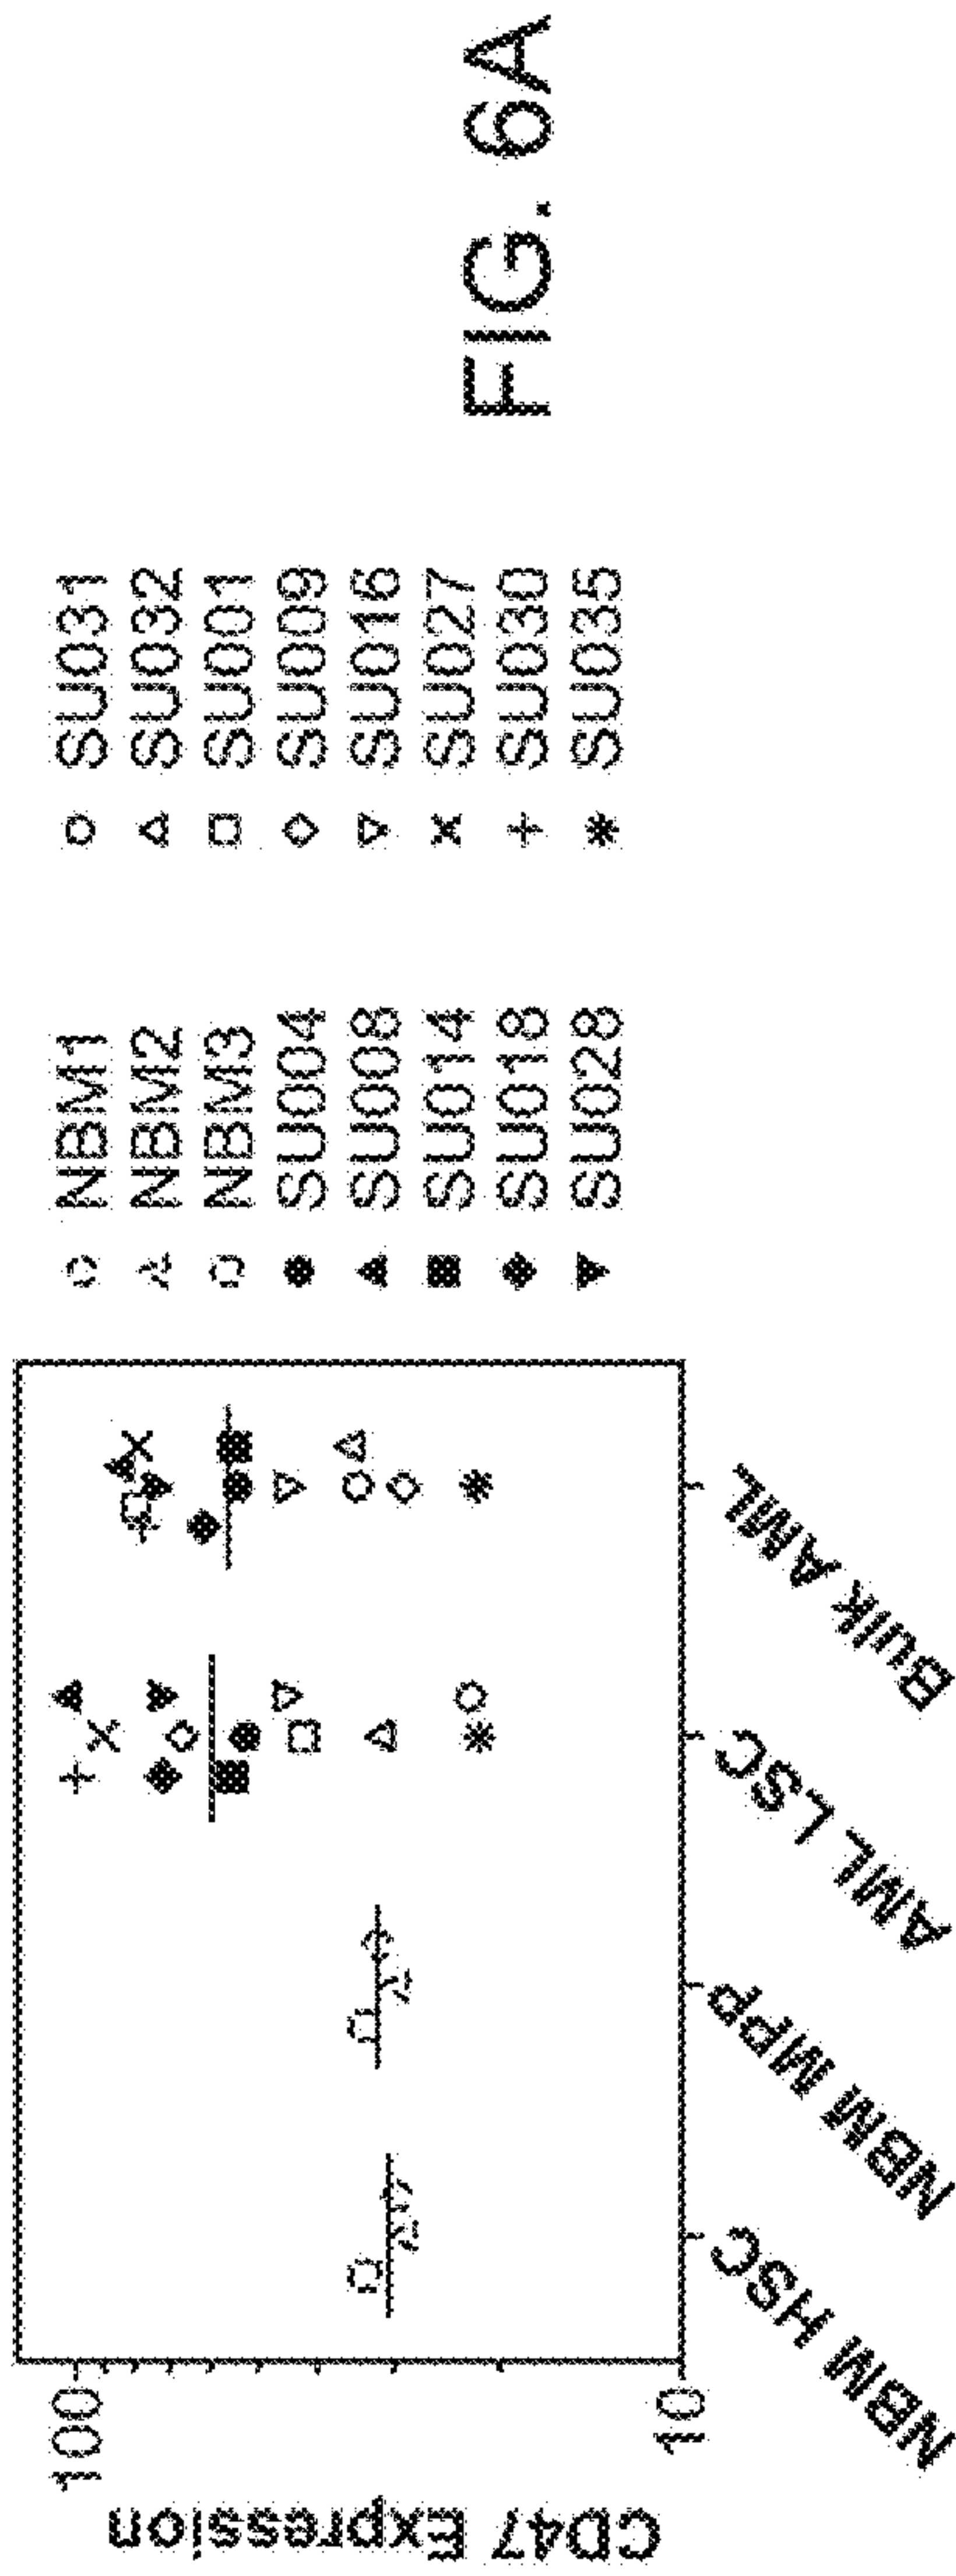 CD47 Expression
100
10
NBM HSC
NBM MPP
AML LSC
Bulk AML
NBM1
NBM2
NBM3
SU004
SU008
SU014
SU018
SU028
SU031
SU032
SU001
SU009
SU016
SU027
SU030
SU035
FIG. 6A